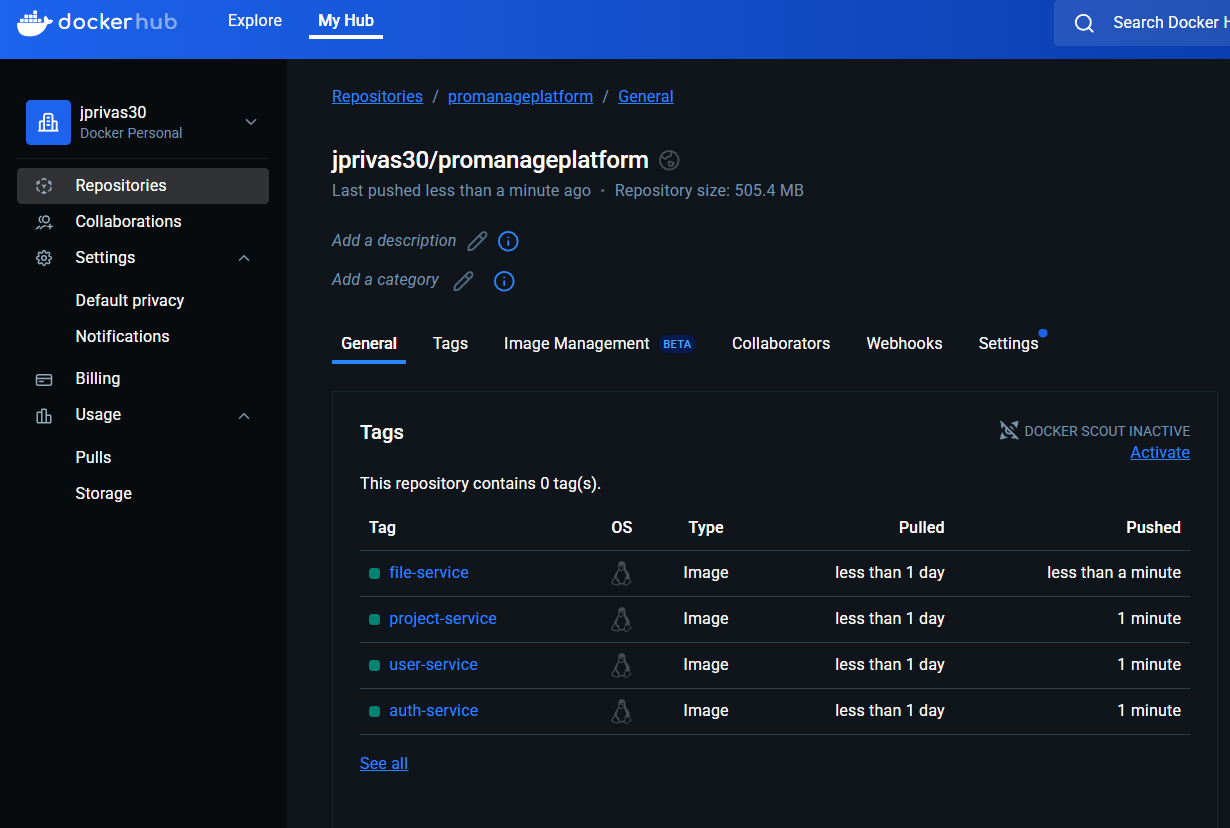 dockerhub
Explore
My Hub
Search Docker H
jprivas30
Docker Personal
Repositories
Collaborations
Settings
Default privacy
Notifications
Billing
Usage
Pulls
Storage
Repositories / promanageplatform / General
jprivas30/promanageplatform
Last pushed less than a minute ago • Repository size: 505.4 MB
Add a description
Add a category
General Tags Image Management BETA Collaborators Webhooks Settings
Tags
DOCKER SCOUT INACTIVE
Activate
This repository contains 0 tag(s).
Tag OS Type Pulled Pushed
file-service Image less than 1 day less than a minute
project-service Image less than 1 day 1 minute
user-service Image less than 1 day 1 minute
auth-service Image less than 1 day 1 minute
See all